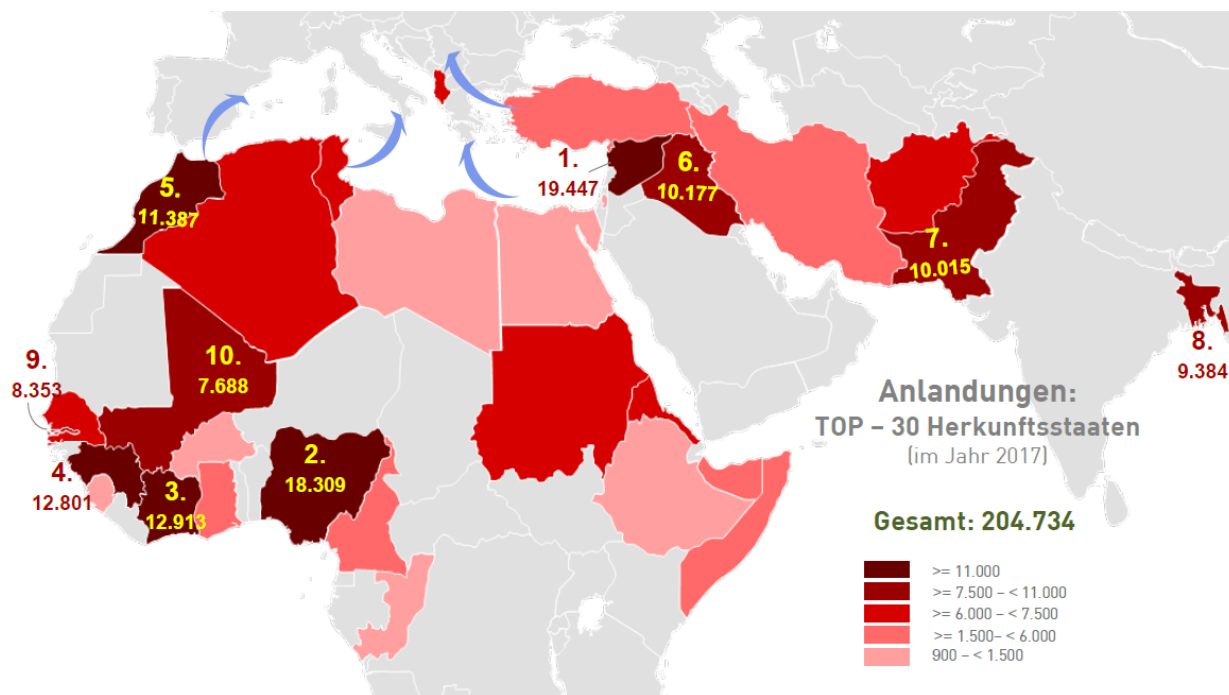 1.
19.447
6.
10.177
5.
11.387
7.
10.015
8.
9.384
10.
7.688
9.
8.353
2.
18.309
4.
12.801
3.
12.913
Anlandungen:
TOP – 30 Herkunftsstaaten
(im Jahr 2017)
Gesamt: 204.734
>= 11.000
>= 7.500 – < 11.000
>= 6.000 – < 7.500
>= 1.500– < 6.000
900 – < 1.500